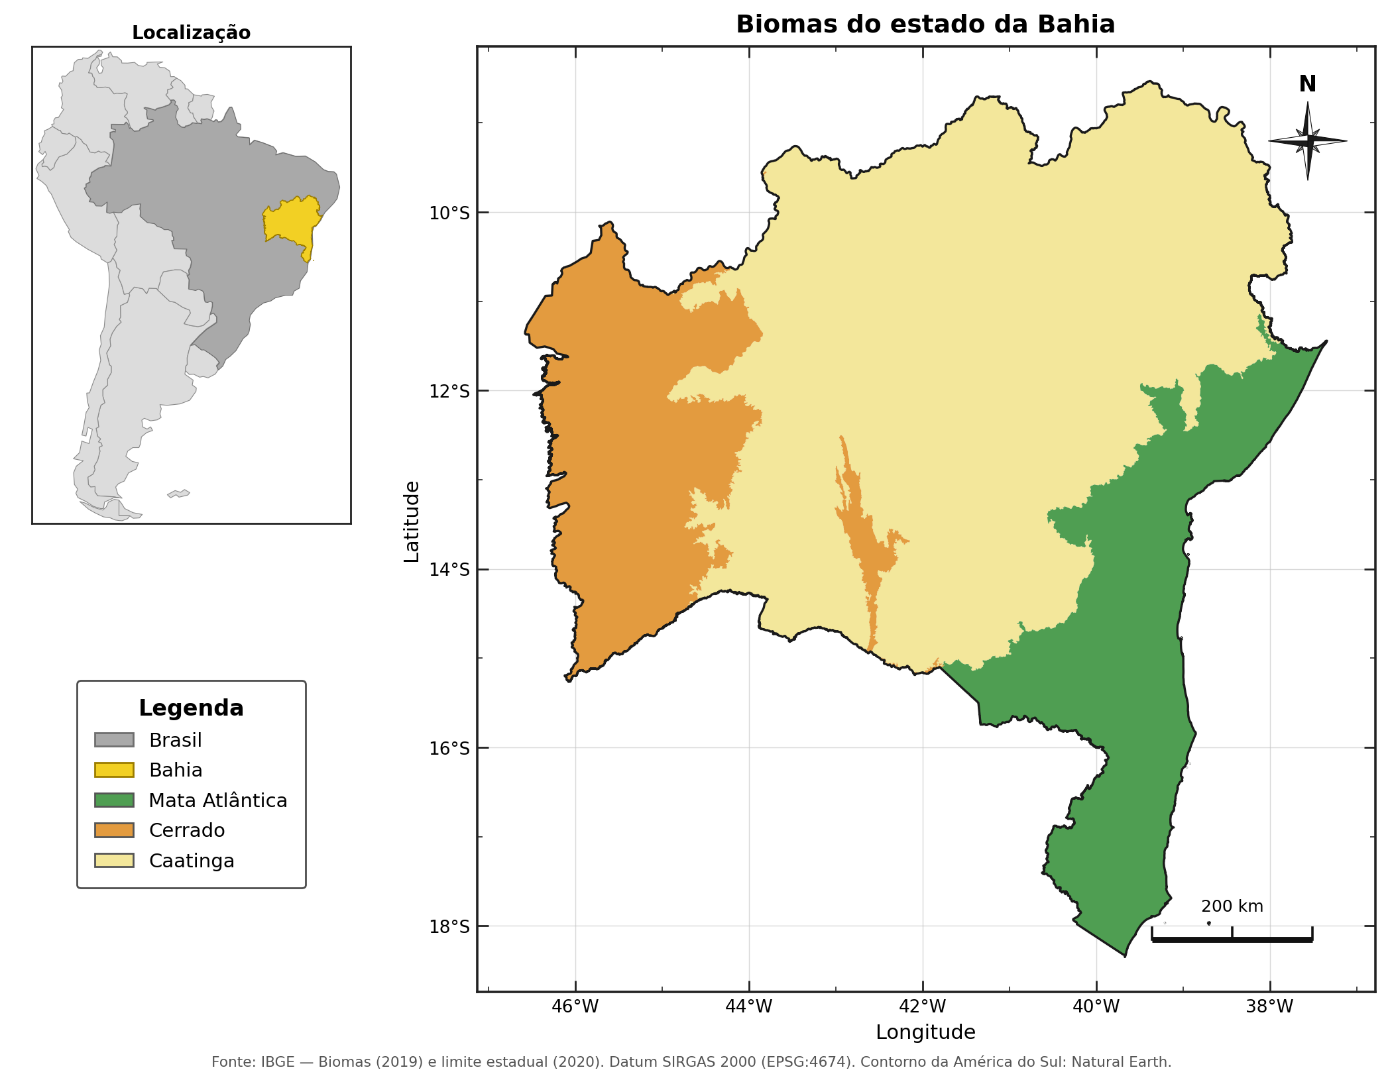 Localização
Biomas do estado da Bahia
N
10°S
12°S
14°S
16°S
18°S
Latitude
46°W
44°W
42°W
40°W
38°W
Longitude
200 km
Legenda
Brasil
Bahia
Mata Atlântica
Cerrado
Caatinga
Fonte: IBGE — Biomas (2019) e limite estadual (2020). Datum SIRGAS 2000 (EPSG:4674). Contorno da América do Sul: Natural Earth.